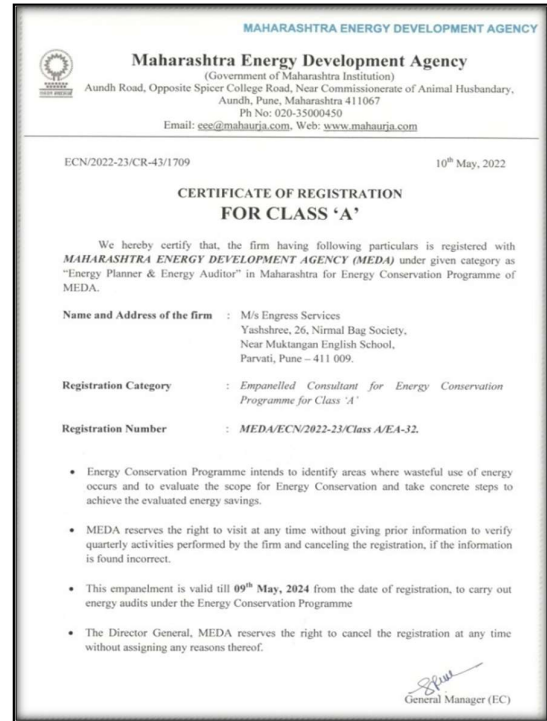 MAHARASHTRA ENERGY DEVELOPMENT AGENCY
Maharashtra Energy Development Agency
(Government of Maharashtra Institution)
Aundh Road, Opposite Spicer College Road, Near Commissionerate of Animal Husbandary,
Aundh, Pune, Maharashtra 411067
Ph No: 020-35000450
Email: eee@mahaurja.com, Web: www.mahaurja.com
ECN/2022-23/CR-43/1709
10th May, 2022
CERTIFICATE OF REGISTRATION
FOR CLASS ‘A’
We hereby certify that, the firm having following particulars is registered with
MAHARASHTRA ENERGY DEVELOPMENT AGENCY (MEDA) under given category as
“Energy Planner & Energy Auditor” in Maharashtra for Energy Conservation Programme of
MEDA.
Name and Address of the firm : M/s Engress Services
Yashshree, 26, Nirmal Bag Society,
Near Muktangan English School,
Parvati, Pune – 411 009.
Registration Category : Empanelled Consultant for Energy Conservation
Programme for Class ‘A’
Registration Number : MEDA/ECN/2022-23/Class A/EA-32.
• Energy Conservation Programme intends to identify areas where wasteful use of energy
occurs and to evaluate the scope for Energy Conservation and take concrete steps to
achieve the evaluated energy savings.
• MEDA reserves the right to visit at any time without giving prior information to verify
quarterly activities performed by the firm and canceling the registration, if the information
is found incorrect.
• This empanelment is valid till 09th May, 2024 from the date of registration, to carry out
energy audits under the Energy Conservation Programme
• The Director General, MEDA reserves the right to cancel the registration at any time
without assigning any reasons thereof.
General Manager (EC)